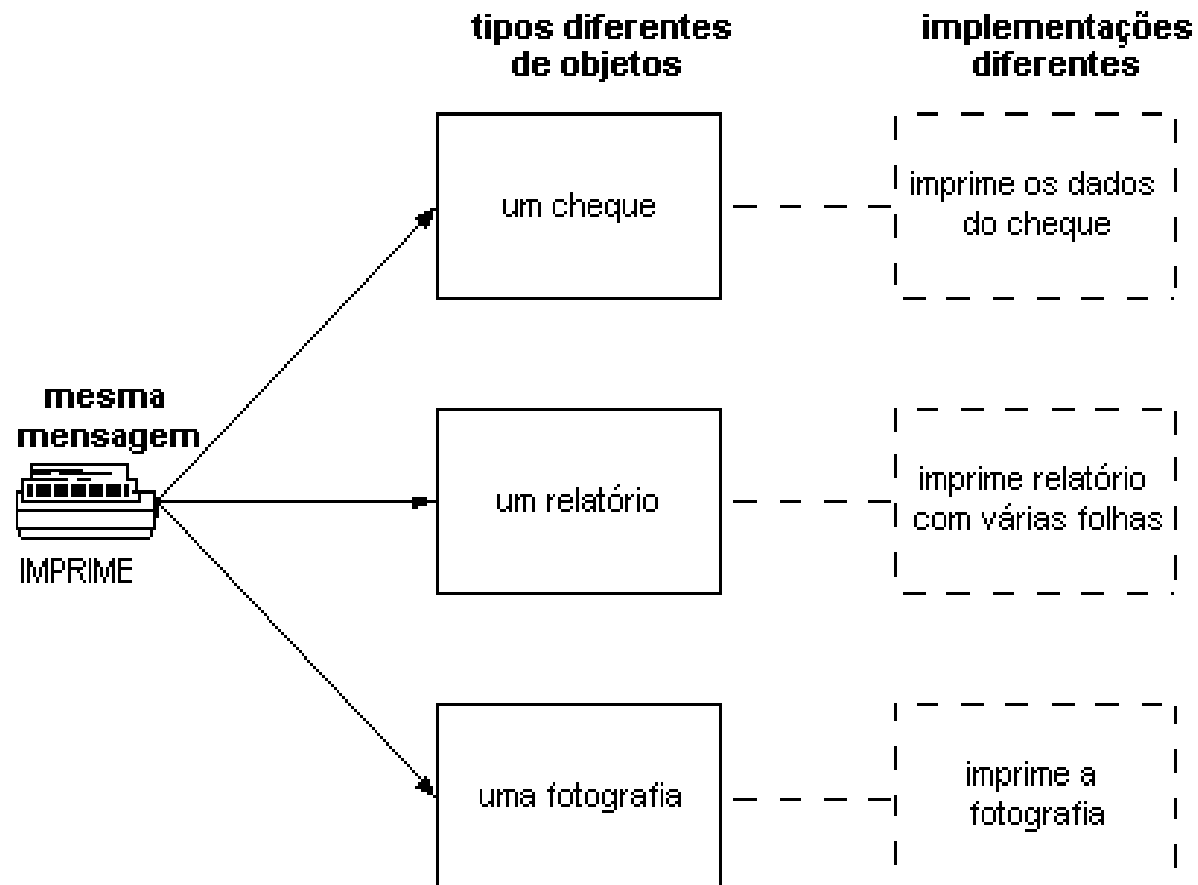 tipos diferentes
de objetos
implementações
diferentes
um cheque
imprime os dados
do cheque
mesma
mensagem
IMPRIME
um relatório
imprime relatório
com várias folhas
uma fotografia
imprime a
fotografia